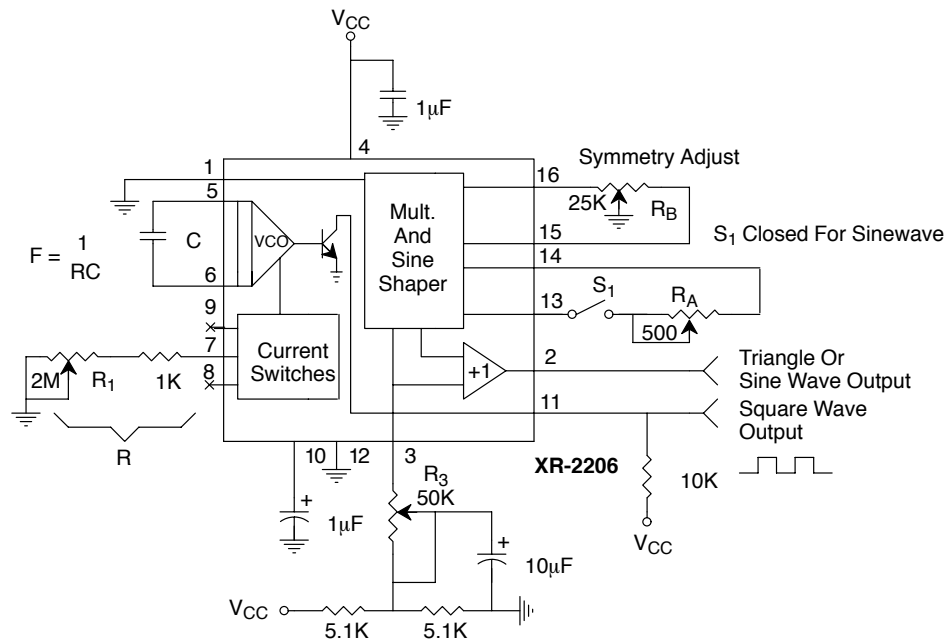 VCC
1μF
4
1
16
Symmetry Adjust
5
25K
RB
Mult.
And
Sine
Shaper
C
VCO
15
S1 Closed For Sinewave
F = 1
RC
14
6
13
S1
RA
500
9
7
Current
Switches
2M
R1
1K
8
+1
2
Triangle Or
Sine Wave Output
11
Square Wave
Output
R
10
12
3
XR-2206
R3
50K
10K
+
1μF
+
10μF
VCC
VCC
5.1K
5.1K